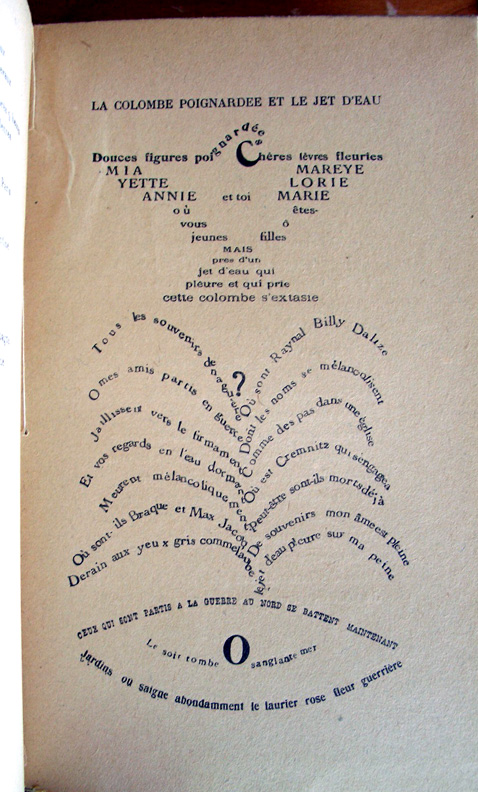 LA COLOMBE POIGNARDEE ET LE JET D'EAU
Douces figures poignardées Chères lèvres fleuries
MIA MAREYE
YETTE LORIE
ANNIE et toi MARIE
où êtes-
vous ô
jeunes filles
MAIS
près d'un
jet d'eau qui
pleure et qui prie
cette colombe s'extasie
?
Tous les souvenirs de naguère
O mes amis partis en guerre
Jaillissent vers le firmament
Et vos regards en l'eau dormant
Meurent mélancoliquement
Où sont-ils Braque et Max Jacob
Derain aux yeux gris comme l'aube
Où sont Raynal Billy Dalize
Dont les noms se mélancolisent
Comme des pas dans une église
Où est Cremnitz qui s'engagea
Peut-être sont-ils morts déjà
De souvenirs mon âme est pleine
Le jet d'eau pleure sur ma peine
CEUX QUI SONT PARTIS A LA GUERRE AU NORD SE BATTENT MAINTENANT
Le soir tombe O sanglante mer
Jardins où saigne abondamment le laurier rose fleur guerrière